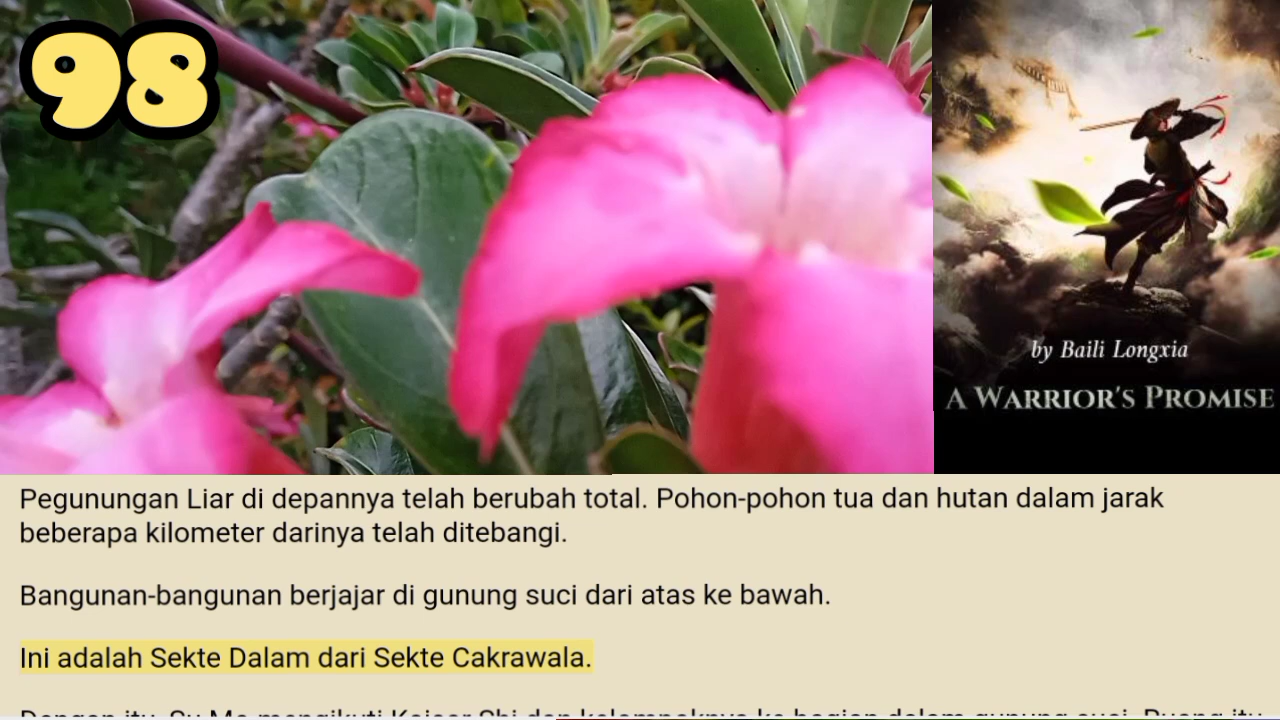 98
by Baili Longxia
A WARRIOR'S PROMISE
Pegunungan Liar di depannya telah berubah total. Pohon-pohon tua dan hutan dalam jarak
beberapa kilometer darinya telah ditebangi.
Bangunan-bangunan berjajar di gunung suci dari atas ke bawah.
Ini adalah Sekte Dalam dari Sekte Cakrawala.